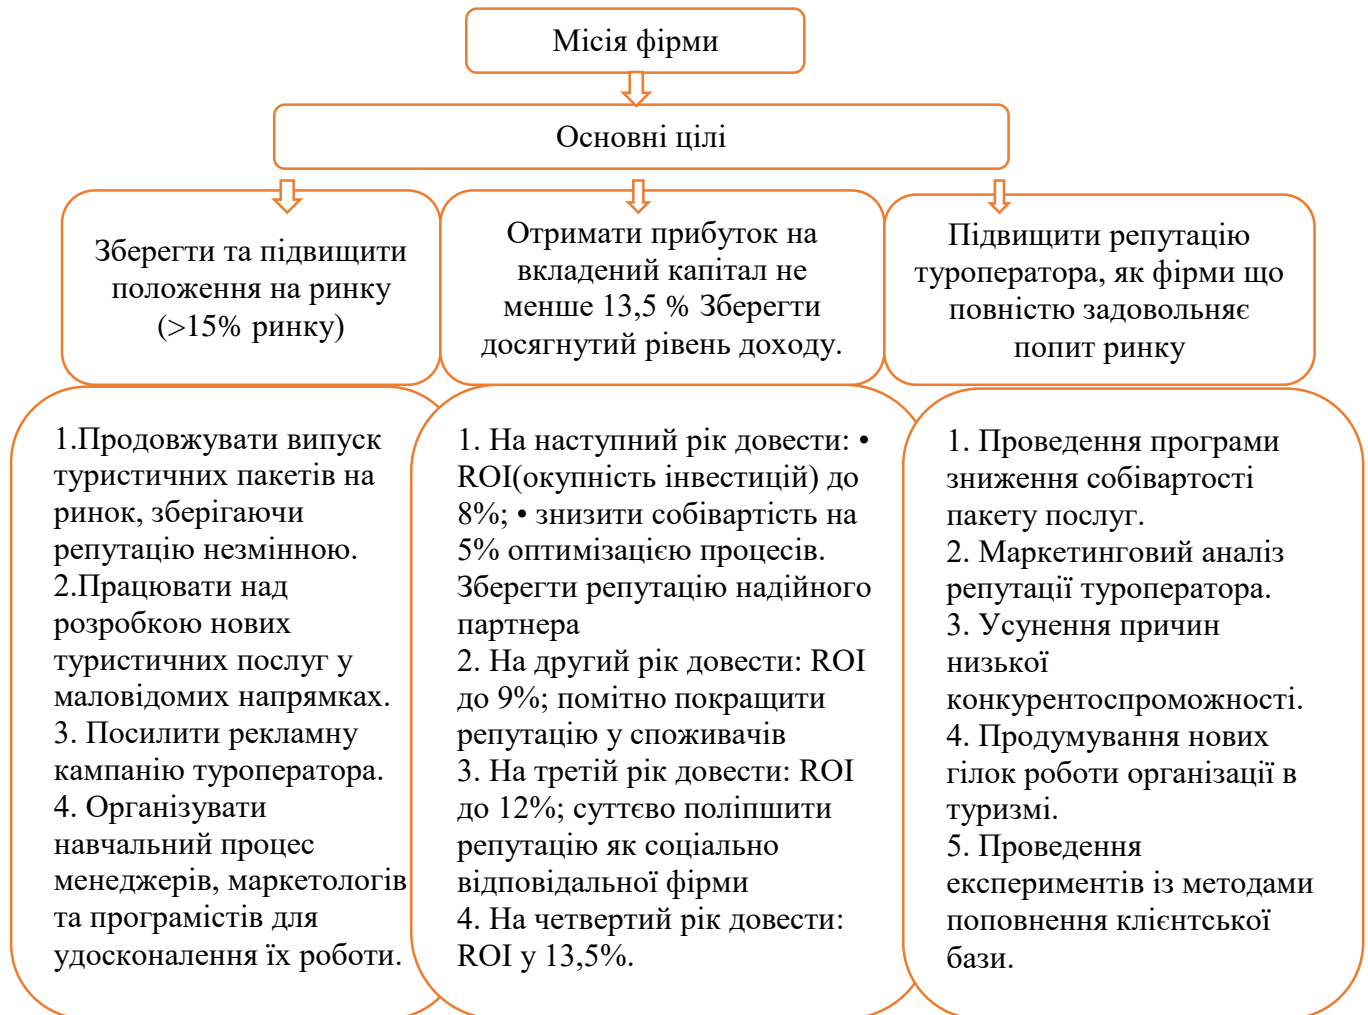 Місія фірми
Основні цілі
Зберегти та підвищити
положення на ринку
(>15% ринку)
Отримати прибуток на
вкладений капітал не
менше 13,5 % Зберегти
досягнутий рівень доходу.
Підвищити репутацію
туроператора, як фірми що
повністю задовольняє
попит ринку
1.Продовжувати випуск
туристичних пакетів на
ринок, зберігаючи
репутацію незмінною.
2.Працювати над
розробкою нових
туристичних послуг у
маловідомих напрямках.
3. Посилити рекламну
кампанію туроператора.
4. Організувати
навчальний процес
менеджерів, маркетологів
та програмістів для
удосконалення їх роботи.
1. На наступний рік довести: •
ROI(окупність інвестицій) до
8%; • знизити собівартість на
5% оптимізацією процесів.
Зберегти репутацію надійного
партнера
2. На другий рік довести: ROI
до 9%; помітно покращити
репутацію у споживачів
3. На третій рік довести: ROI
до 12%; суттєво поліпшити
репутацію як соціально
відповідальної фірми
4. На четвертий рік довести:
ROI у 13,5%.
1. Проведення програми
зниження собівартості
пакету послуг.
2. Маркетинговий аналіз
репутації туроператора.
3. Усунення причин
низької
конкурентоспроможності.
4. Продумування нових
гілок роботи організації в
туризмі.
5. Проведення
експериментів із методами
поповнення клієнтської
бази.